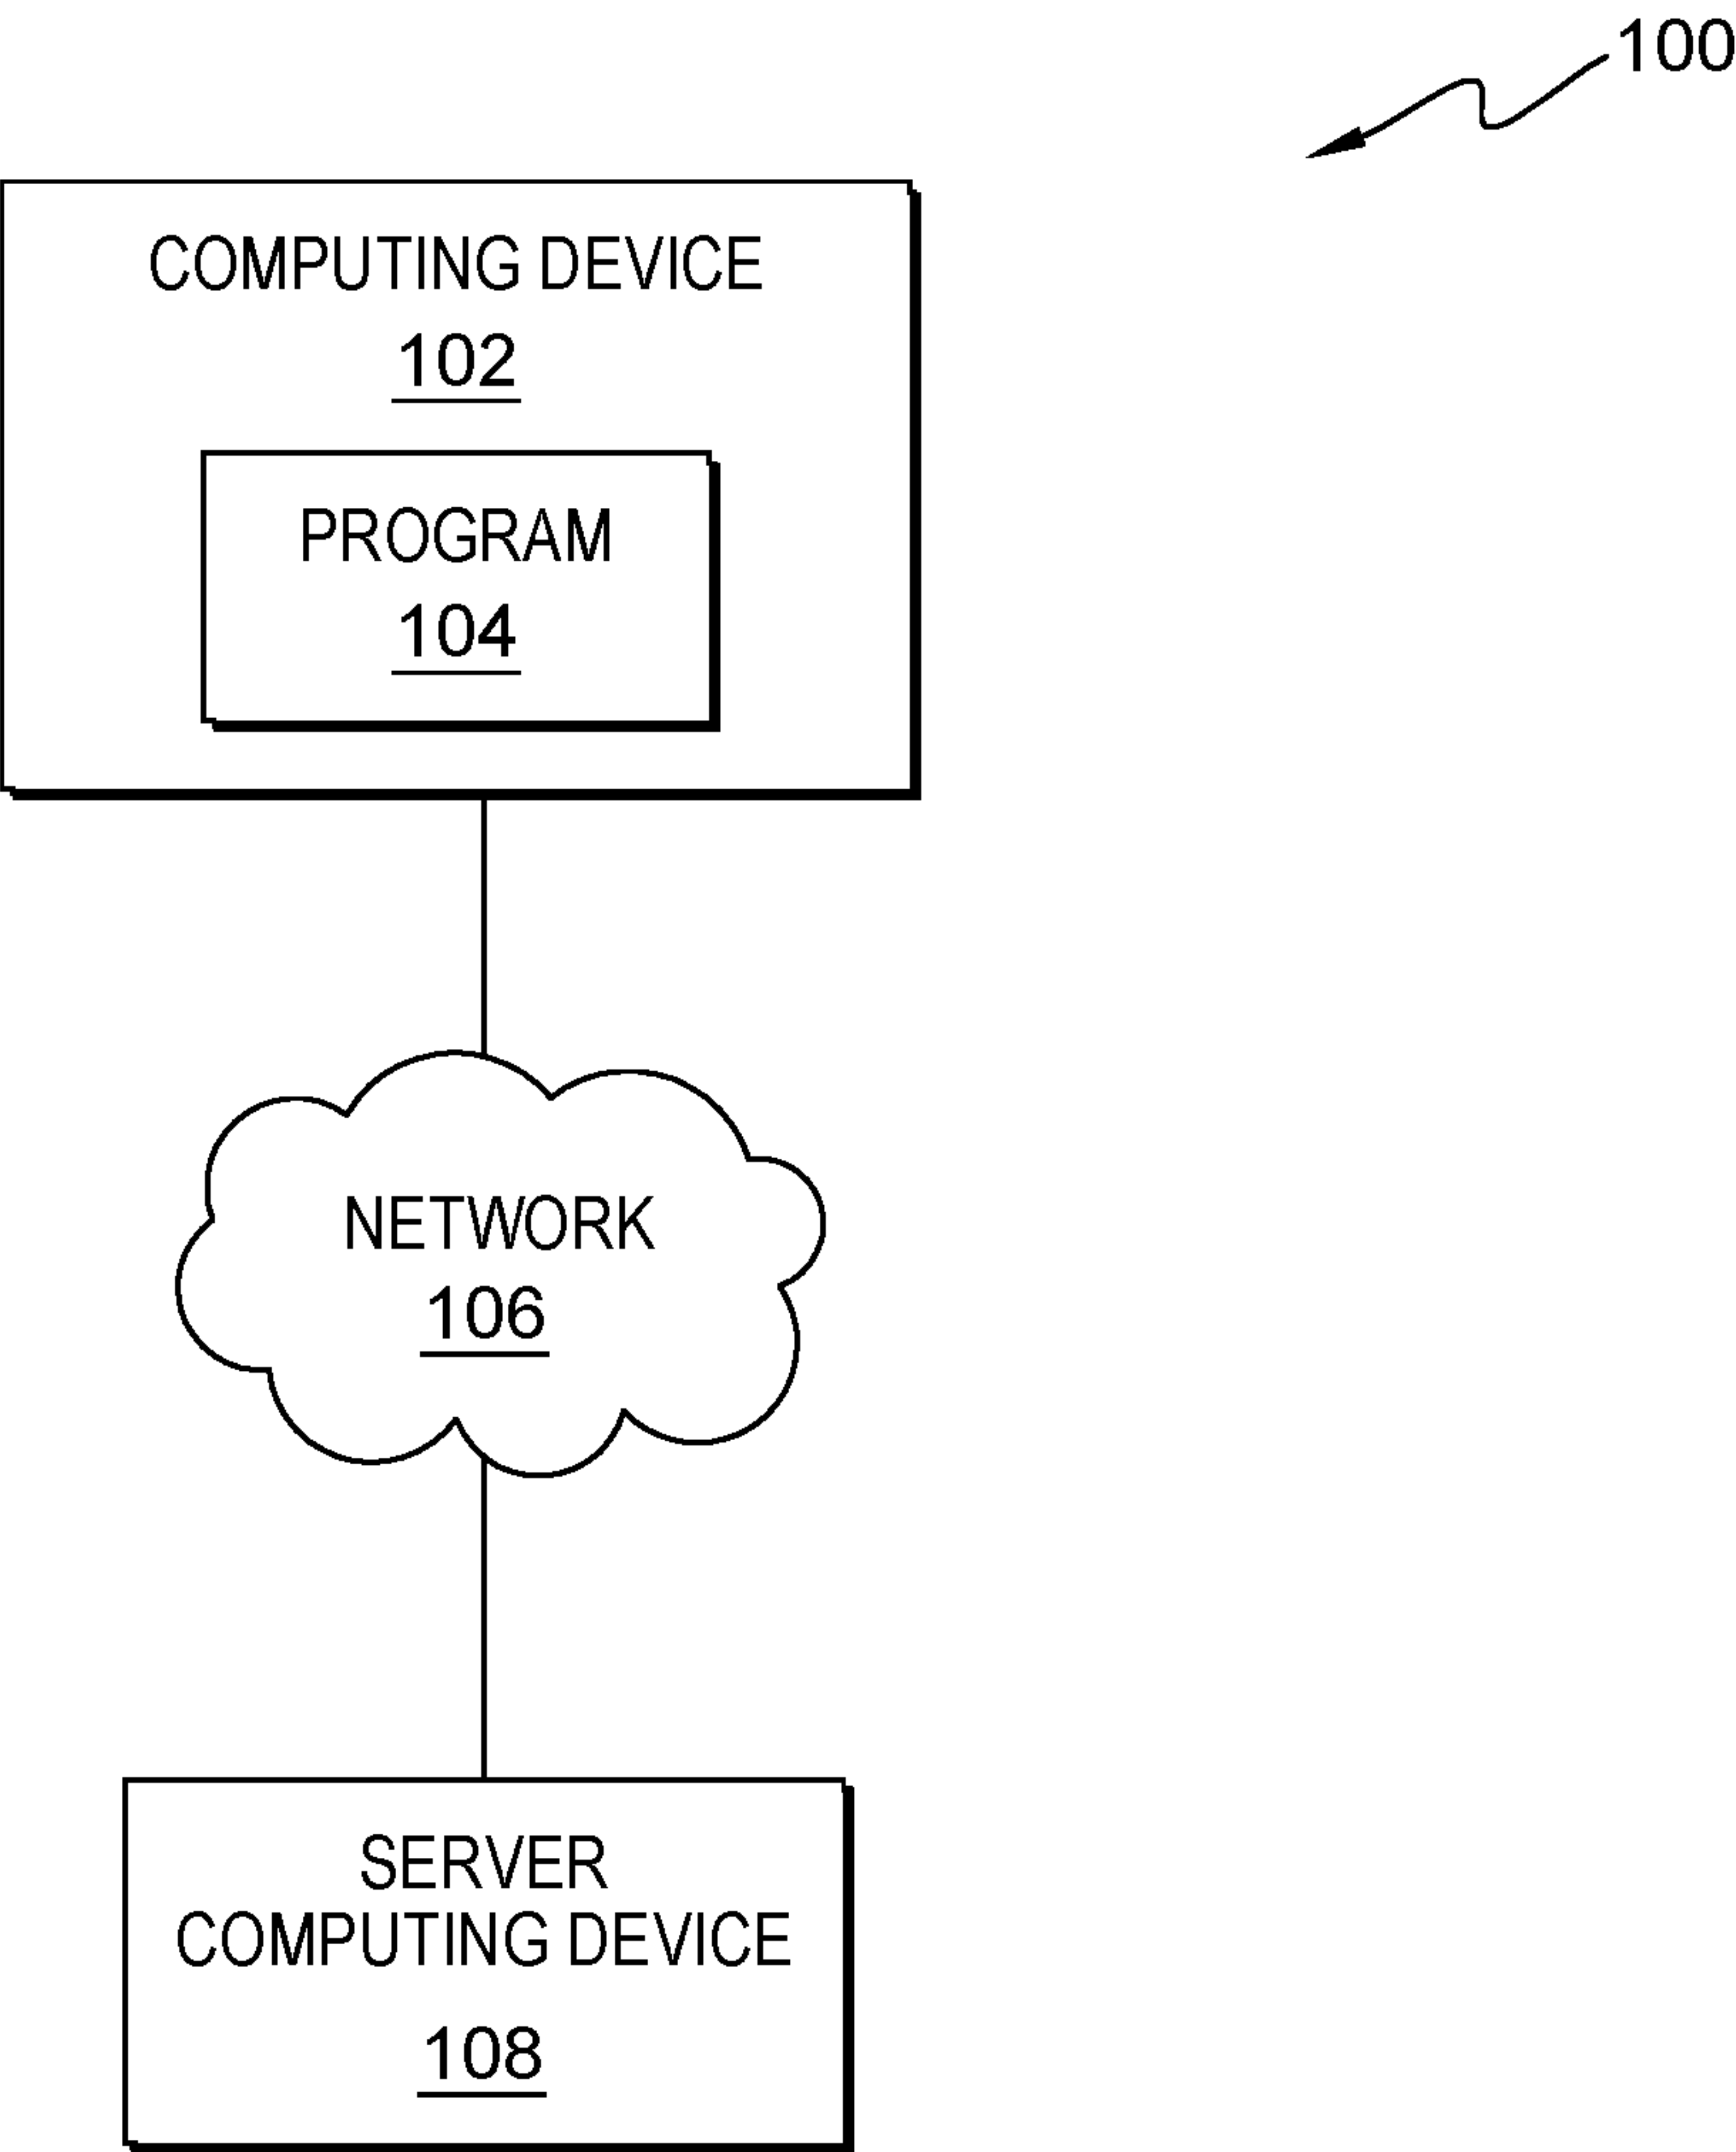 100
COMPUTING DEVICE
102
PROGRAM
104
NETWORK
106
SERVER
COMPUTING DEVICE
108